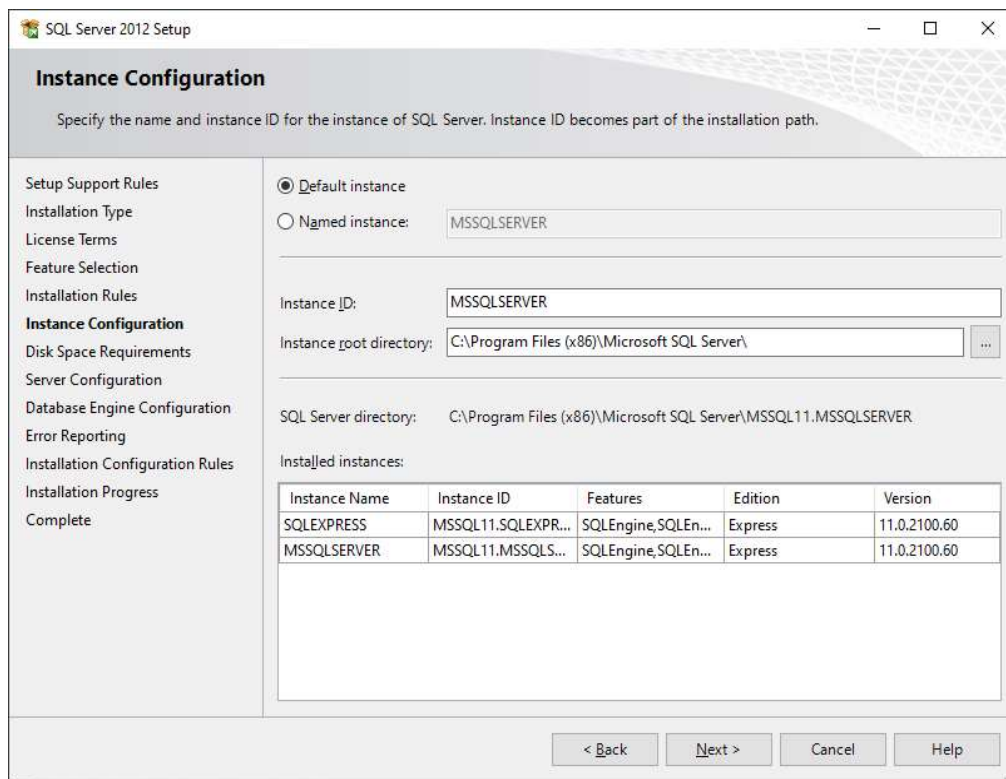 SQL Server 2012 Setup
Instance Configuration
Specify the name and instance ID for the instance of SQL Server. Instance ID becomes part of the installation path.
Setup Support Rules
Installation Type
License Terms
Feature Selection
Installation Rules
Instance Configuration
Disk Space Requirements
Server Configuration
Database Engine Configuration
Error Reporting
Installation Configuration Rules
Installation Progress
Complete
Default instance
Named instance: MSSQLSERVER
Instance ID: MSSQLSERVER
Instance root directory: C:\Program Files (x86)\Microsoft SQL Server\ ...
SQL Server directory: C:\Program Files (x86)\Microsoft SQL Server\MSSQL11.MSSQLSERVER
Installed instances:
Instance Name Instance ID Features Edition Version
SQLEXPRESS MSSQL11.SQLEXPR... SQLEngine,SQLEn... Express 11.0.2100.60
MSSQLSERVER MSSQL11.MSSQLS... SQLEngine,SQLEn... Express 11.0.2100.60
< Back Next > Cancel Help